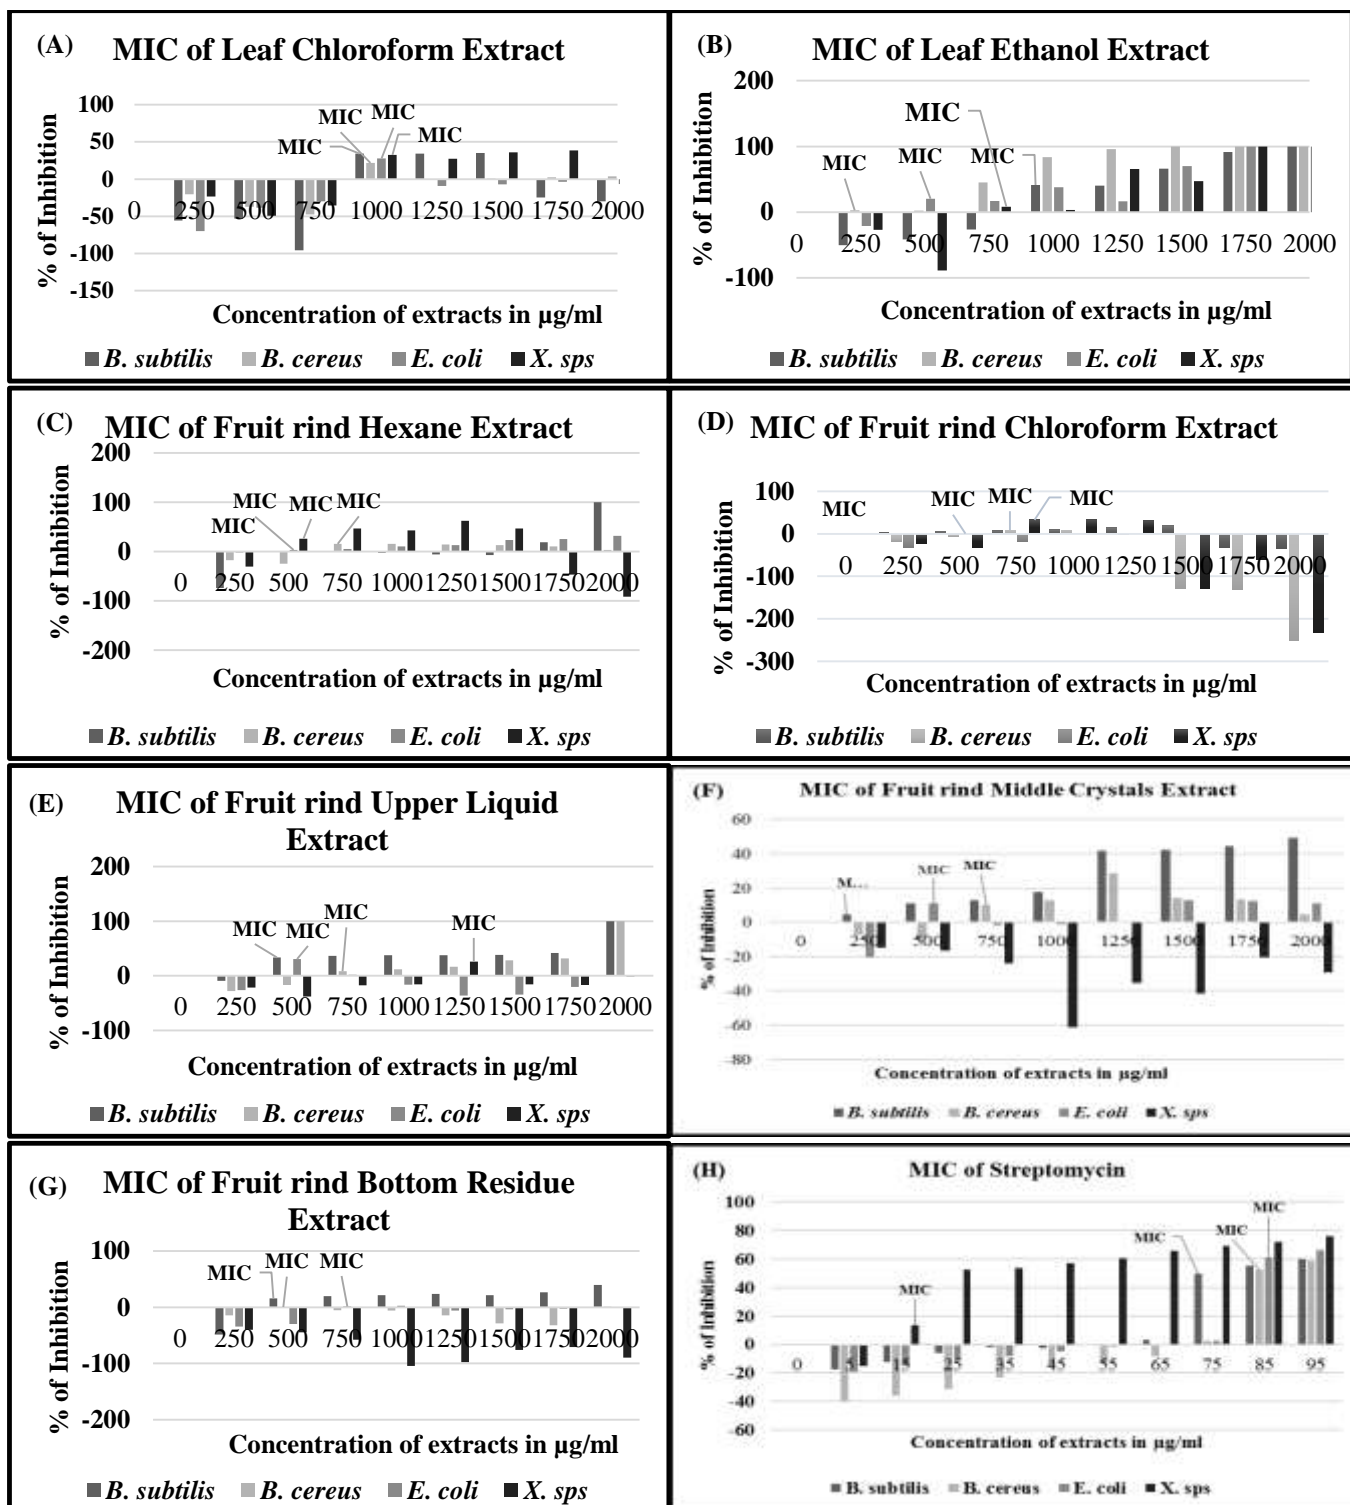 (A) MIC of Leaf Chloroform Extract
% of Inhibition
100
50
0
-50
-100
-150
MIC
MIC
MIC
MIC
0 250 500 750 1000 1250 1500 1750 2000
Concentration of extracts in µg/ml
B. subtilis B. cereus E. coli X. sps
(B) MIC of Leaf Ethanol Extract
% of Inhibition
200
100
0
-100
MIC
MIC
MIC
MIC
0 250 500 750 1000 1250 1500 1750 2000
Concentration of extracts in µg/ml
B. subtilis B. cereus E. coli X. sps
(C) MIC of Fruit rind Hexane Extract
% of Inhibition
200
100
0
-100
-200
MIC
MIC
MIC
MIC
0 250 500 750 1000 1250 1500 1750 2000
Concentration of extracts in µg/ml
B. subtilis B. cereus E. coli X. sps
(D) MIC of Fruit rind Chloroform Extract
% of Inhibition
100
0
-100
-200
-300
MIC
MIC
MIC
MIC
0 250 500 750 1000 1250 1500 1750 2000
Concentration of extracts in µg/ml
B. subtilis B. cereus E. coli X. sps
(E) MIC of Fruit rind Upper Liquid
Extract
% of Inhibition
200
100
0
-100
MIC
MIC
MIC
MIC
0 250 500 750 1000 1250 1500 1750 2000
Concentration of extracts in µg/ml
B. subtilis B. cereus E. coli X. sps
(F) MIC of Fruit rind Middle Crystals Extract
% of Inhibition
60
40
20
0
-20
-40
-60
-80
M...
MIC
MIC
0 250 500 750 1000 1250 1500 1750 2000
Concentration of extracts in µg/ml
B. subtilis B. cereus E. coli X. sps
(G) MIC of Fruit rind Bottom Residue
Extract
% of Inhibition
100
0
-100
-200
MIC
MIC
MIC
0 250 500 750 1000 1250 1500 1750 2000
Concentration of extracts in µg/ml
B. subtilis B. cereus E. coli X. sps
(H) MIC of Streptomycin
% of Inhibition
100
80
60
40
20
0
-20
-40
-60
MIC
MIC
MIC
MIC
0 5 15 25 35 45 55 65 75 85 95
Concentration of extracts in µg/ml
B. subtilis B. cereus E. coli X. sps